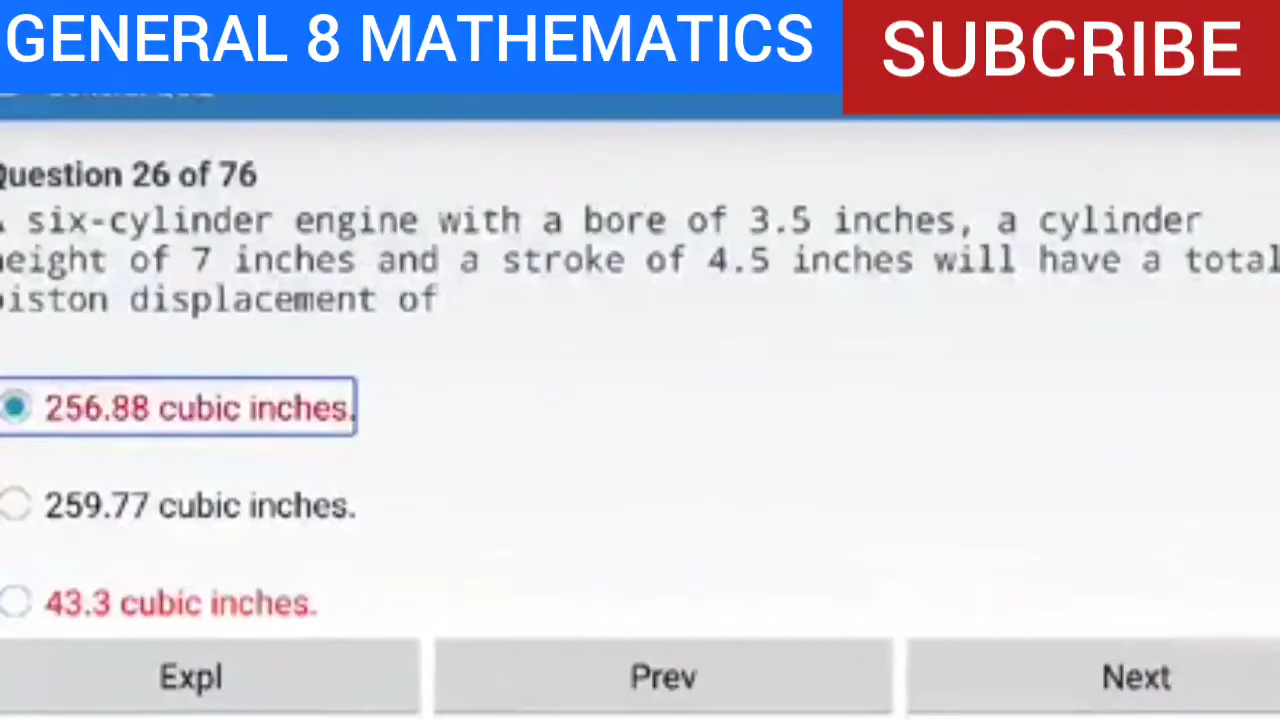 GENERAL 8 MATHEMATICS
SUBCRIBE
Question 26 of 76
six-cylinder engine with a bore of 3.5 inches, a cylinder
height of 7 inches and a stroke of 4.5 inches will have a total
piston displacement of
256.88 cubic inches.
259.77 cubic inches.
43.3 cubic inches.
Expl
Prev
Next